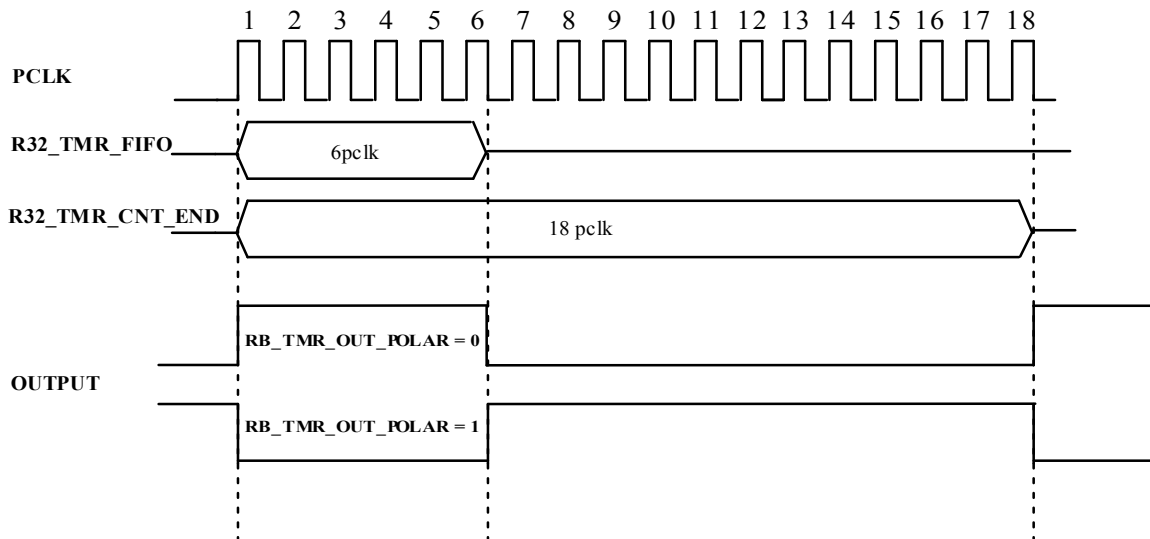 1 2 3 4 5 6 7 8 9 10 11 12 13 14 15 16 17 18
PCLK
R32_TMR_FIFO
6pclk
R32_TMR_CNT_END
18 pclk
RB_TMR_OUT_POLAR = 0
OUTPUT
RB_TMR_OUT_POLAR = 1